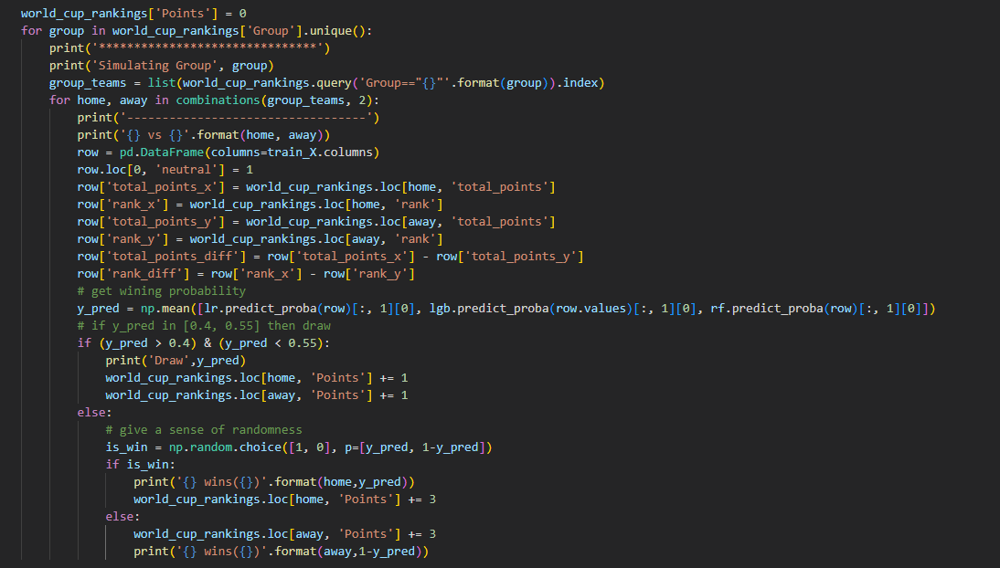 world_cup_rankings['Points'] = 0
for group in world_cup_rankings['Group'].unique():
    print('*******************************')
    print('Simulating Group', group)
    group_teams = list(world_cup_rankings.query('Group=="{}"'.format(group)).index)
    for home, away in combinations(group_teams, 2):
        print('----------------------------------')
        print('{} vs {}'.format(home, away))
        row = pd.DataFrame(columns=train_X.columns)
        row.loc[0, 'neutral'] = 1
        row['total_points_x'] = world_cup_rankings.loc[home, 'total_points']
        row['rank_x'] = world_cup_rankings.loc[home, 'rank']
        row['total_points_y'] = world_cup_rankings.loc[away, 'total_points']
        row['rank_y'] = world_cup_rankings.loc[away, 'rank']
        row['total_points_diff'] = row['total_points_x'] - row['total_points_y']
        row['rank_diff'] = row['rank_x'] - row['rank_y']
        # get wining probability
        y_pred = np.mean([lr.predict_proba(row)[:, 1][0], lgb.predict_proba(row.values)[:, 1][0], rf.predict_proba(row)[:, 1][0]])
        # if y_pred in [0.4, 0.55] then draw
        if (y_pred > 0.4) & (y_pred < 0.55):
            print('Draw',y_pred)
            world_cup_rankings.loc[home, 'Points'] += 1
            world_cup_rankings.loc[away, 'Points'] += 1
        else:
            # give a sense of randomness
            is_win = np.random.choice([1, 0], p=[y_pred, 1-y_pred])
            if is_win:
                print('{} wins({})'.format(home,y_pred))
                world_cup_rankings.loc[home, 'Points'] += 3
            else:
                world_cup_rankings.loc[away, 'Points'] += 3
                print('{} wins({})'.format(away,1-y_pred))